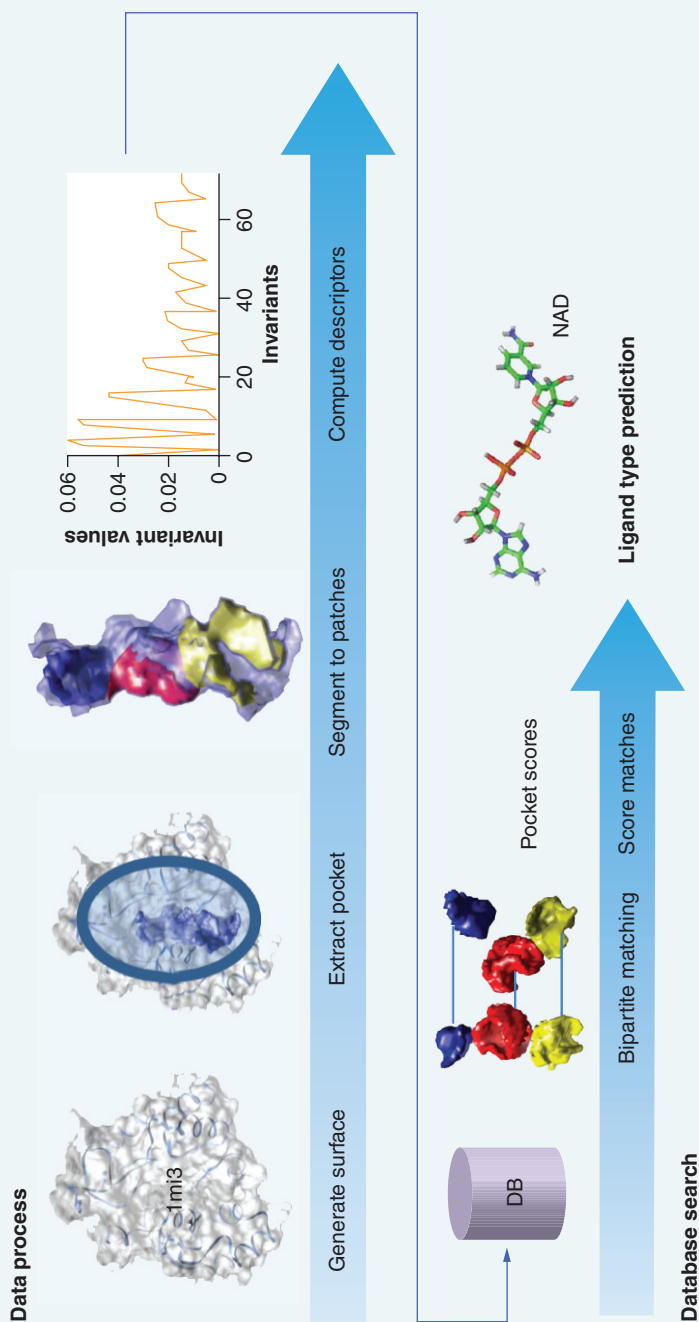 Data process
1mi3
Generate surface
Extract pocket
Segment to patches
Compute descriptors
Invariant values
0.06
0.04
0.02
0
0
20
40
60
Invariants
DB
Database search
Bipartite matching
Score matches
Pocket scores
NAD
Ligand type prediction